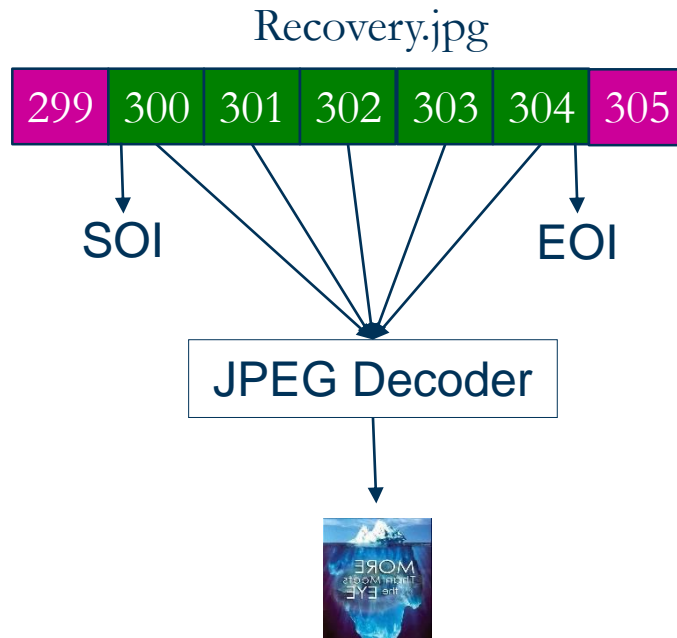 Recovery.jpg
299 300 301 302 303 304 305
SOI EOI
JPEG Decoder
MORE
Than Meets
the EYE